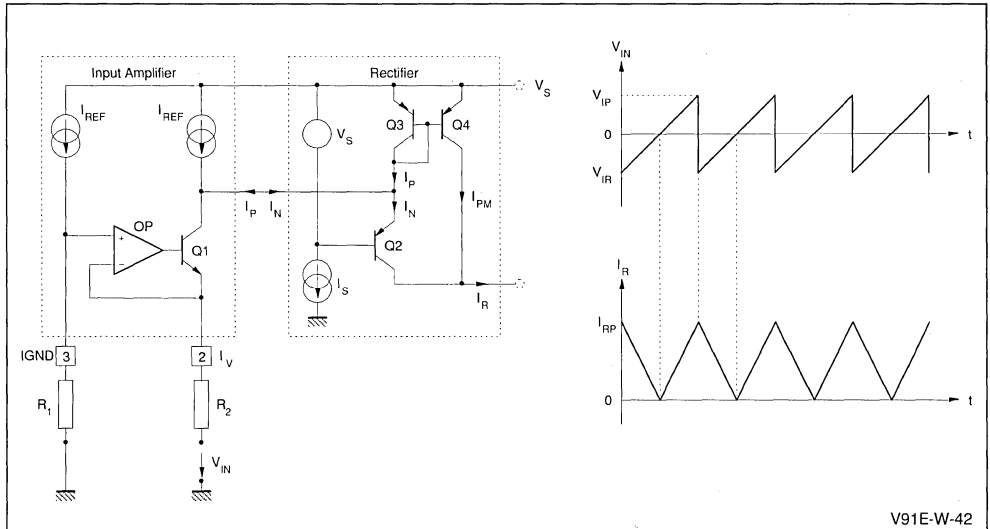 Input Amplifier
I_REF
I_REF
OP
+
−
Q1
I_P
I_N
IGND
3
2
I_V
R_1
R_2
V_IN
Rectifier
V_S
V_S
Q3
Q4
I_P
I_PM
I_N
Q2
I_S
I_R
V_IN
V_IP
0
t
V_IR
I_R
I_RP
0
t
V91E-W-42